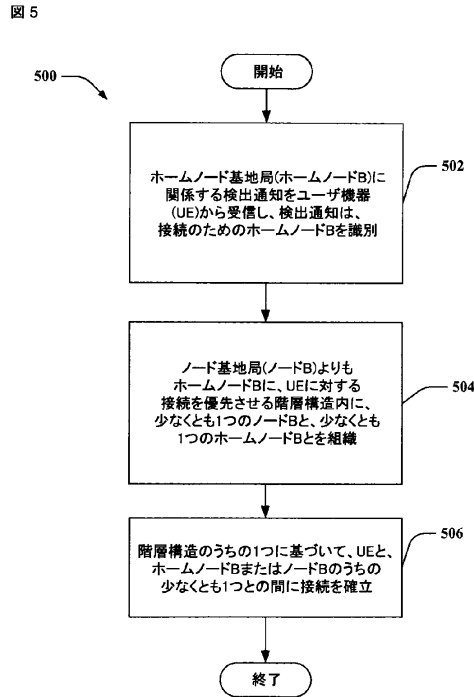 図 5
500
開始
ホームノード基地局(ホームノードB)に
関係する検出通知をユーザ機器
(UE)から受信し、検出通知は、
接続のためのホームノードBを識別
502
ノード基地局(ノードB)よりも
ホームノードBに、UEに対する
接続を優先させる階層構造内に、
少なくとも1つのノードBと、少なくとも
1つのホームノードBとを組織
504
階層構造のうちの1つに基づいて、UEと、
ホームノードBまたはノードBのうちの
少なくとも1つとの間に接続を確立
506
終了